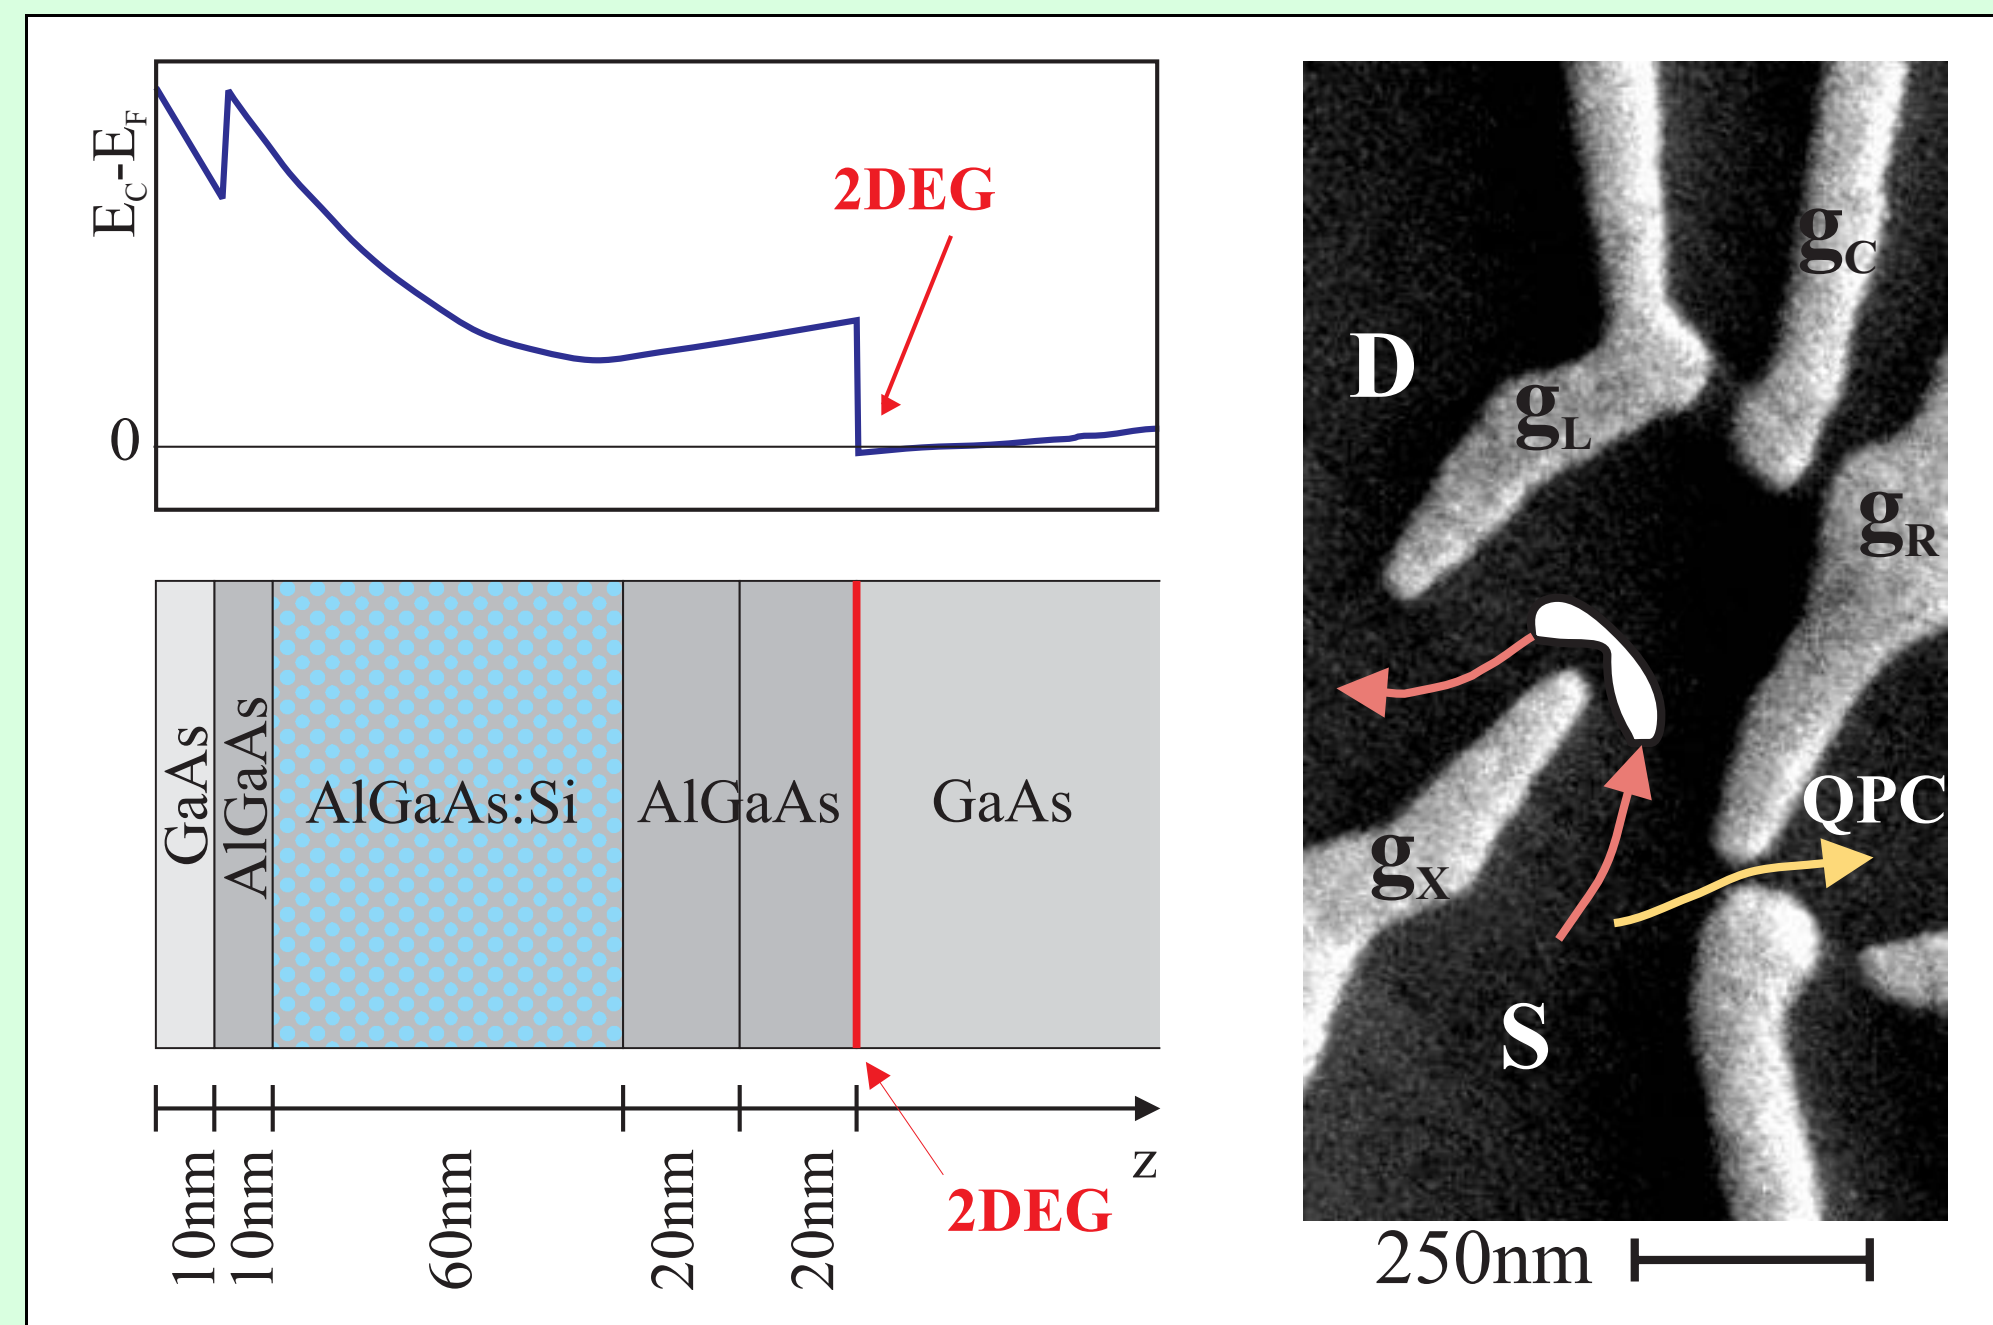 E_C-E_F
0
2DEG
GaAs
AlGaAs
AlGaAs:Si
AlGaAs
GaAs
10nm
10nm
60nm
20nm
20nm
z
2DEG
g_C
D
g_L
g_R
QPC
g_X
S
250nm